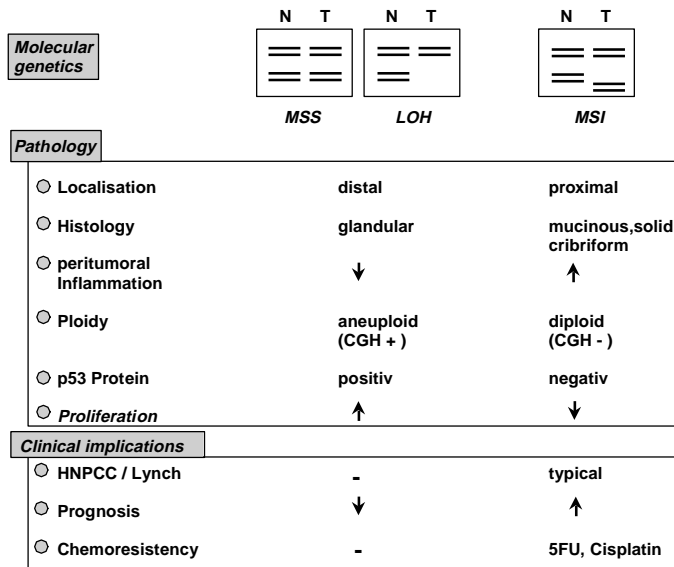 N T N T N T
Molecular
genetics
MSS LOH MSI
Pathology
Localisation distal proximal
Histology glandular mucinous,solid
cribriform
peritumoral
Inflammation
Ploidy aneuploid diploid
(CGH + ) (CGH - )
p53 Protein positiv negativ
Proliferation
Clinical implications
HNPCC / Lynch - typical
Prognosis
Chemoresistency - 5FU, Cisplatin